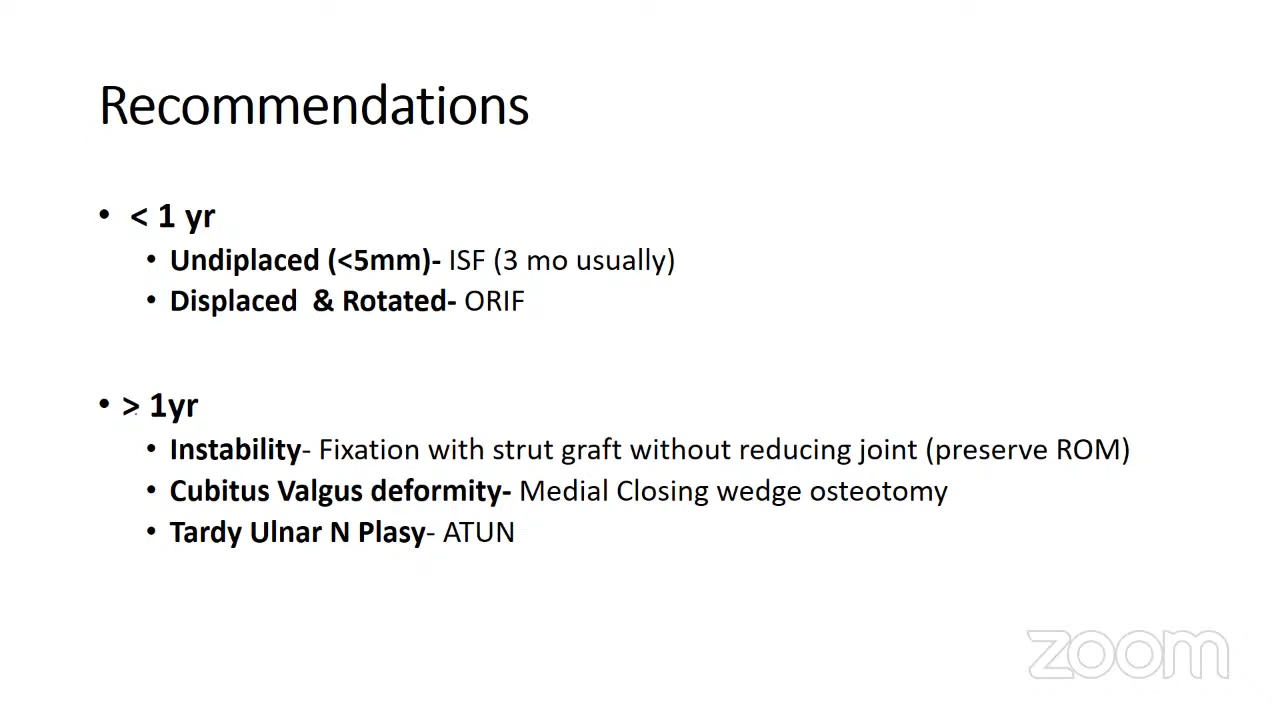 Recommendations
• < 1 yr
• Undiplaced (<5mm)- ISF (3 mo usually)
• Displaced & Rotated- ORIF
• > 1yr
• Instability- Fixation with strut graft without reducing joint (preserve ROM)
• Cubitus Valgus deformity- Medial Closing wedge osteotomy
• Tardy Ulnar N Plasy- ATUN
zoom